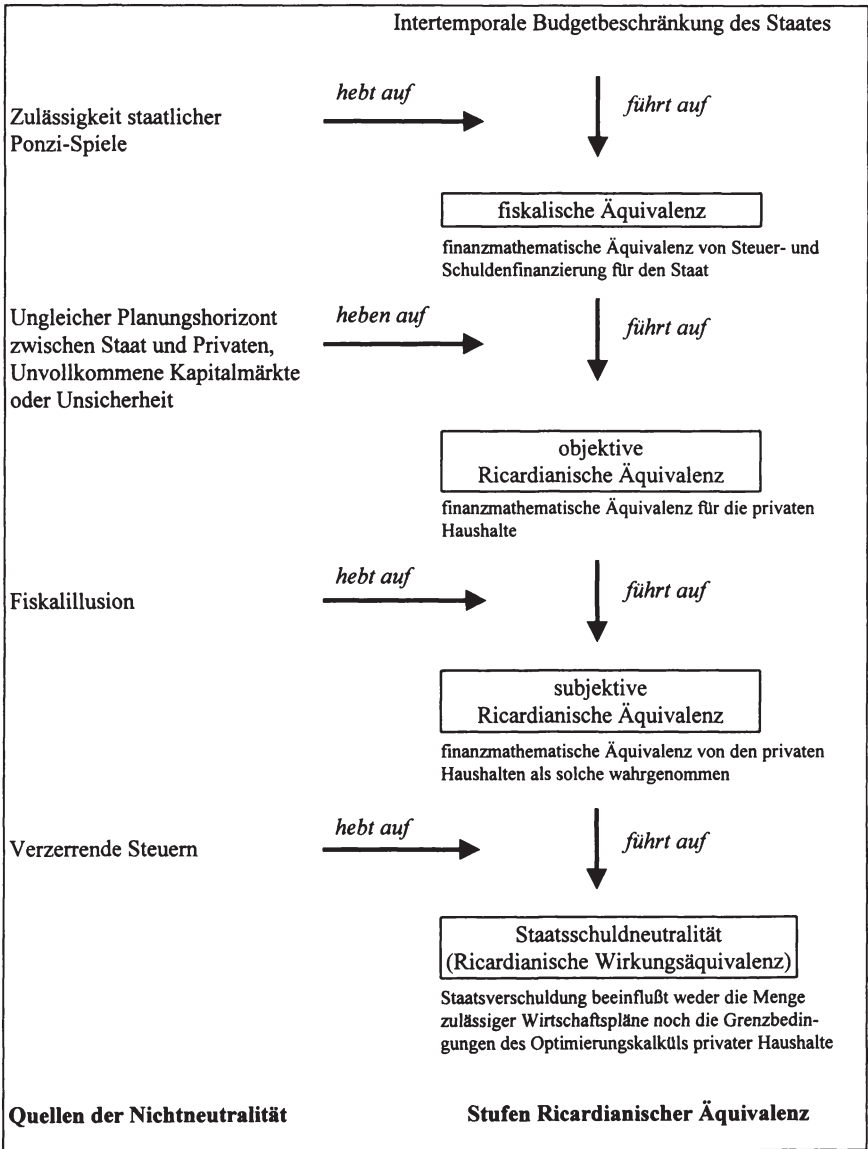 Intertemporale Budgetbeschränkung des Staates
hebt auf
führt auf
Zulässigkeit staatlicher
Ponzi-Spiele
fiskalische Äquivalenz
finanzmathematische Äquivalenz von Steuer- und
Schuldenfinanzierung für den Staat
Ungleicher Planungshorizont
zwischen Staat und Privaten,
Unvollkommene Kapitalmärkte
oder Unsicherheit
heben auf
führt auf
objektive
Ricardianische Äquivalenz
finanzmathematische Äquivalenz für die privaten
Haushalte
hebt auf
führt auf
Fiskalillusion
subjektive
Ricardianische Äquivalenz
finanzmathematische Äquivalenz von den privaten
Haushalten als solche wahrgenommen
hebt auf
führt auf
Verzerrende Steuern
Staatsschuldneutralität
(Ricardianische Wirkungsäquivalenz)
Staatsverschuldung beeinflußt weder die Menge
zulässiger Wirtschaftspläne noch die Grenzbedin-
gungen des Optimierungskalküls privater Haushalte
Quellen der Nichtneutralität
Stufen Ricardianischer Äquivalenz